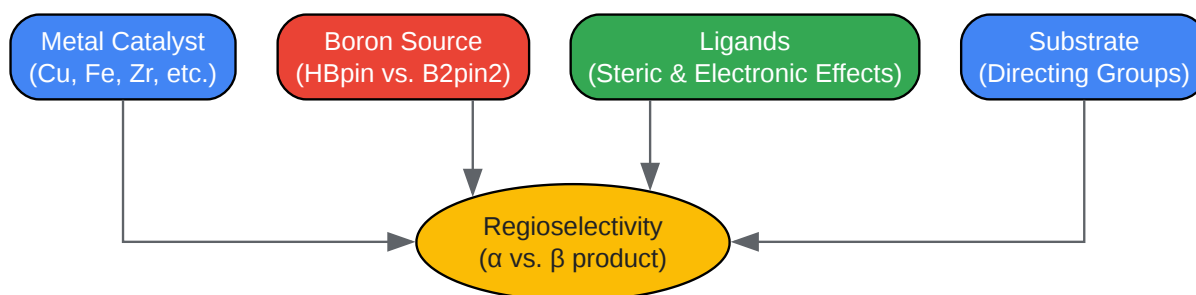 Metal Catalyst
(Cu, Fe, Zr, etc.)
Boron Source
(HBpin vs. B2pin2)
Ligands
(Steric & Electronic Effects)
Substrate
(Directing Groups)
Regioselectivity
(α vs. β product)